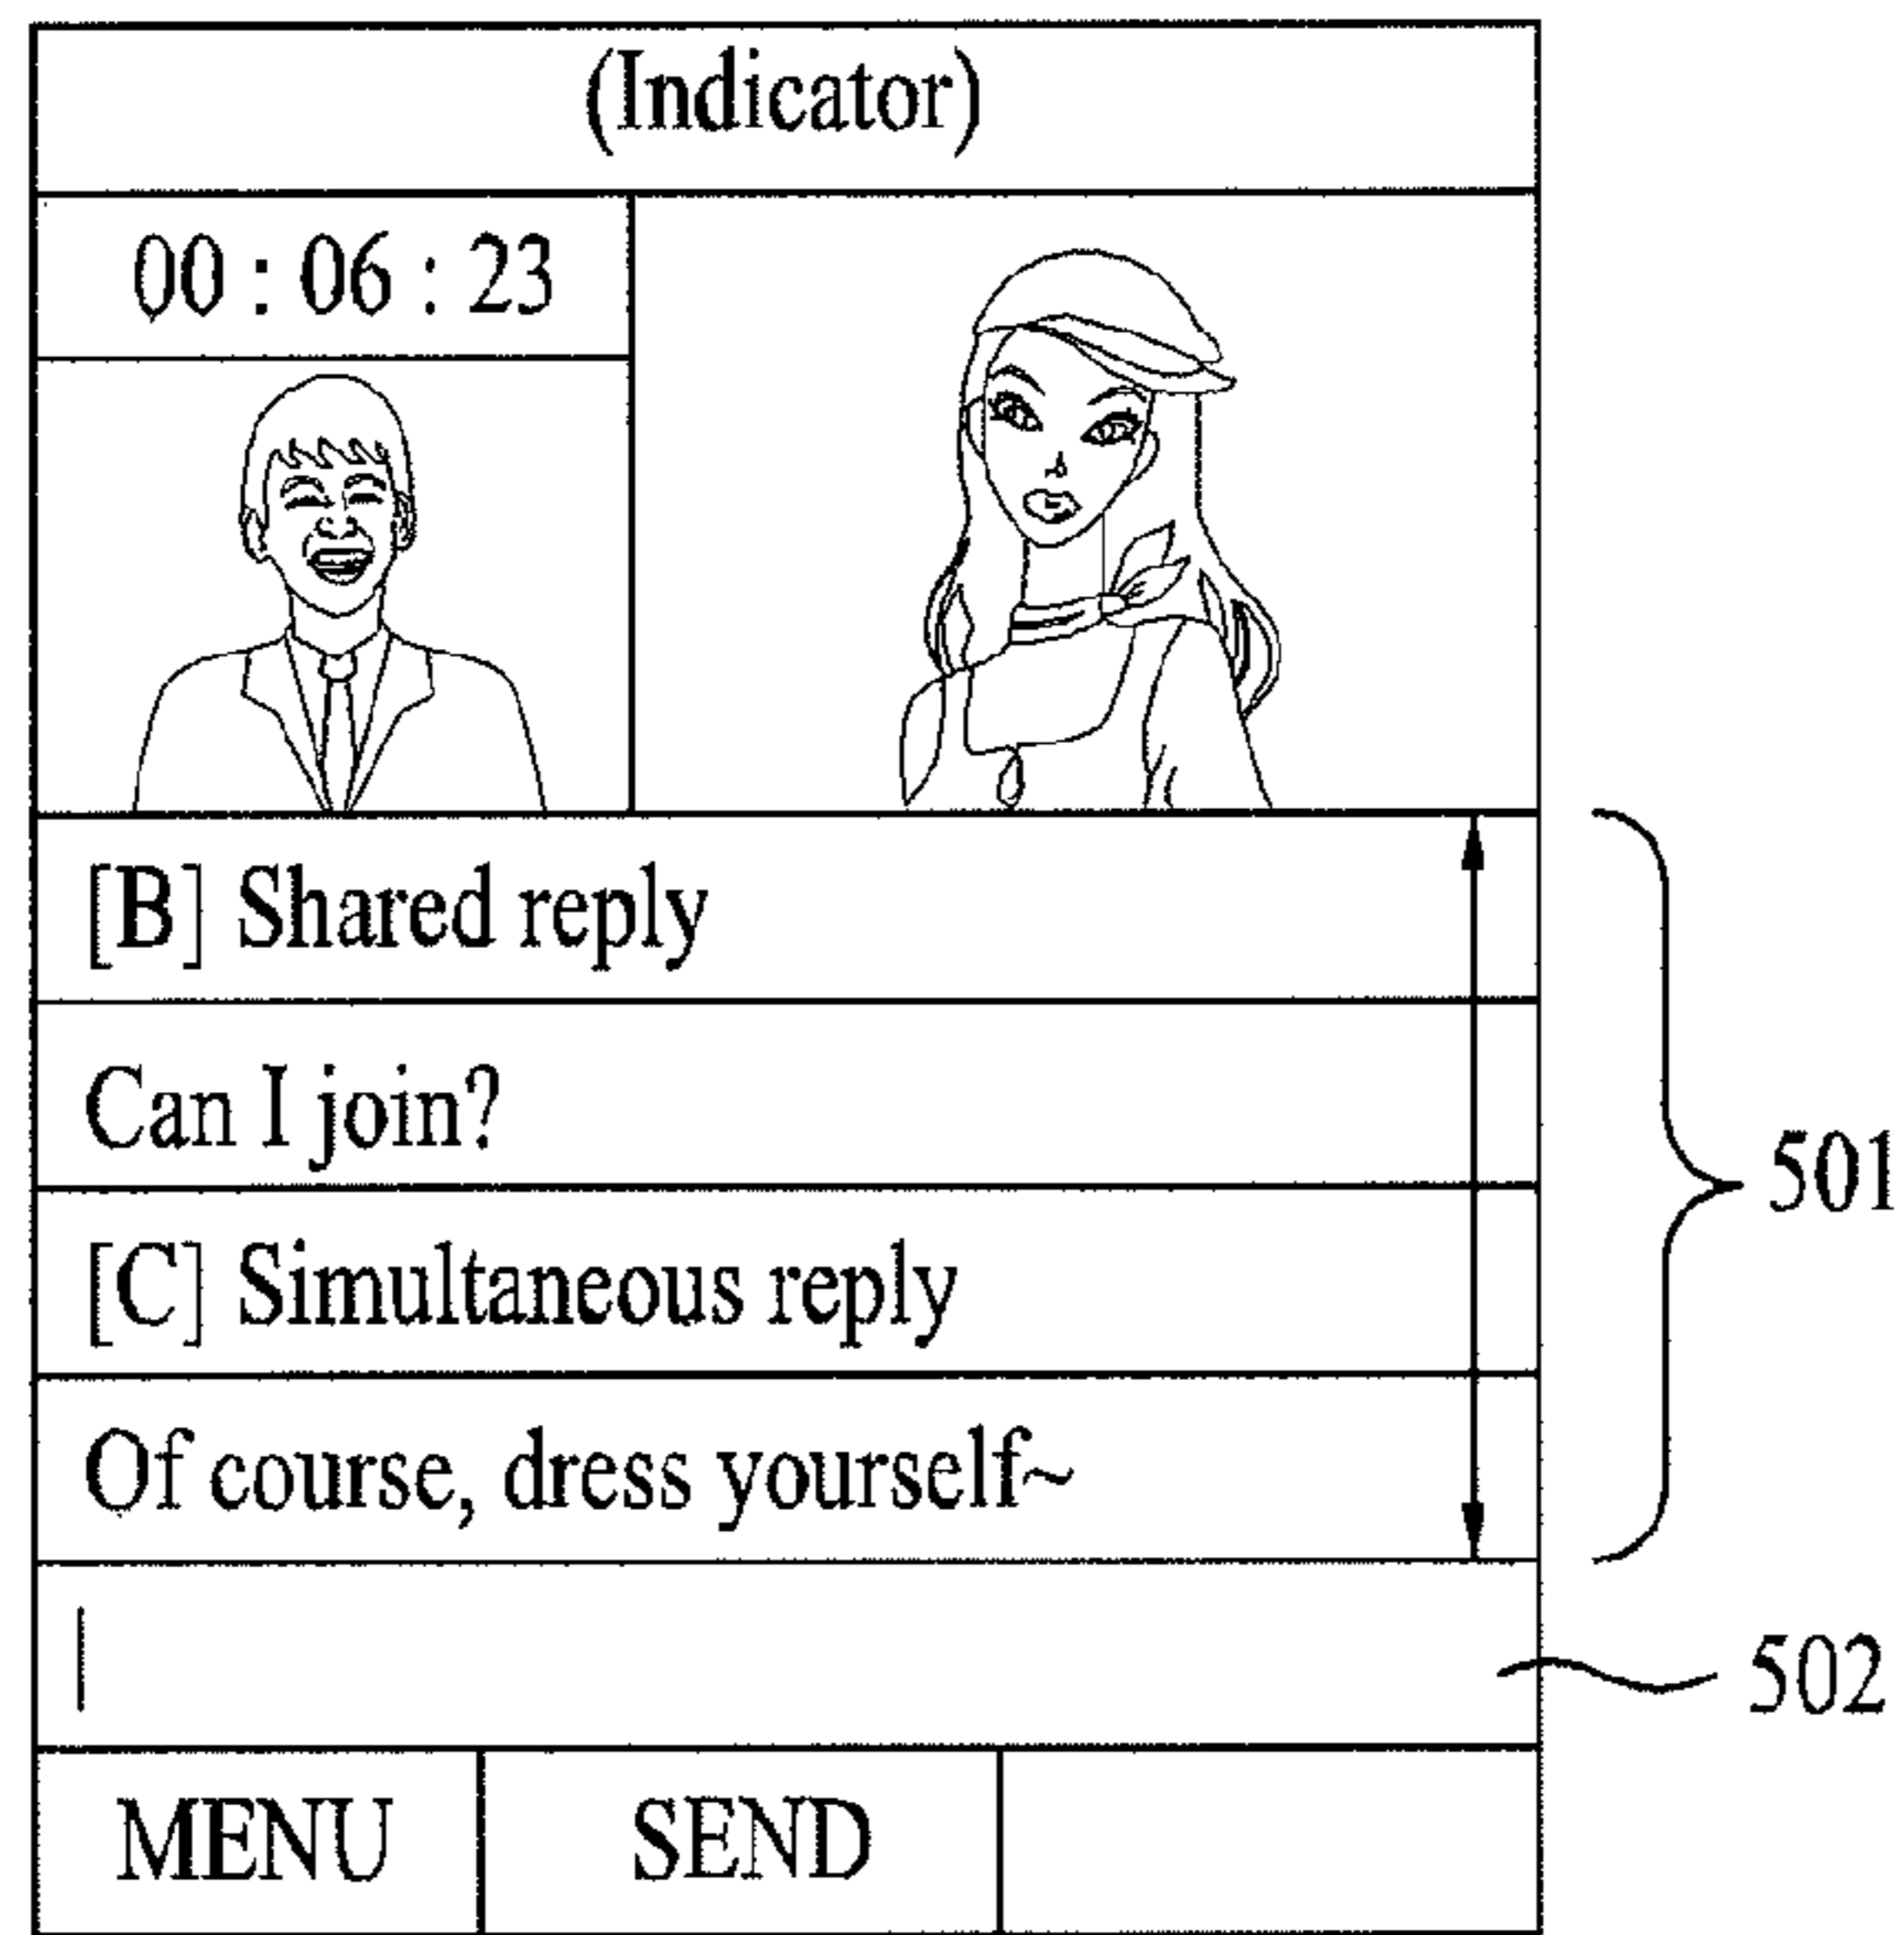 (Indicator)
00 : 06 : 23
[B] Shared reply
Can I join?
[C] Simultaneous reply
Of course, dress yourself~
501
502
MENU SEND